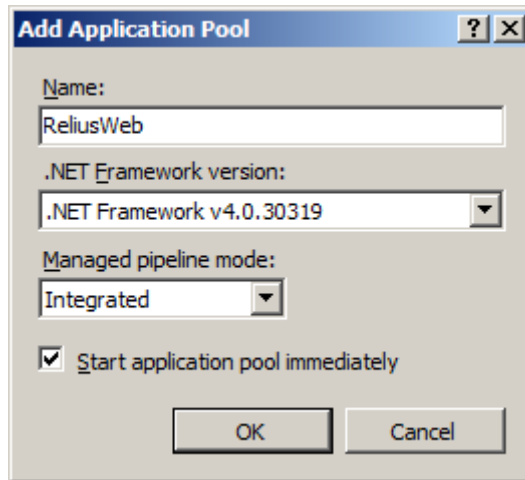 Add Application Pool
Name:
ReliusWeb
.NET Framework version:
.NET Framework v4.0.30319
Managed pipeline mode:
Integrated
Start application pool immediately
OK Cancel